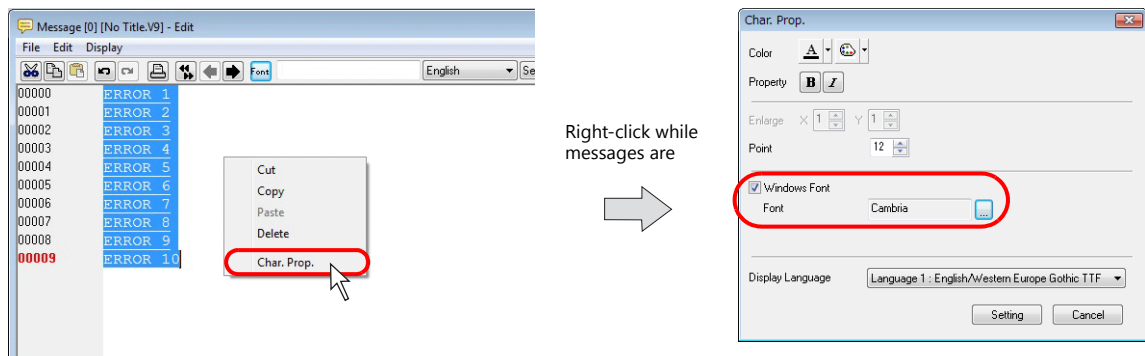 Message [0] [No Title.V9] - Edit
File Edit Display
Font English Se
00000 ERROR 1
00001 ERROR 2
00002 ERROR 3
00003 ERROR 4
00004 ERROR 5
00005 ERROR 6
00006 ERROR 7
00007 ERROR 8
00008 ERROR 9
00009 ERROR 10
Cut
Copy
Paste
Delete
Char. Prop.
Right-click while
messages are
Char. Prop.
Color A
Property B I
Enlarge X 1 Y 1
Point 12
Windows Font
Font Cambria ...
Display Language Language 1 : English/Western Europe Gothic TTF
Setting Cancel